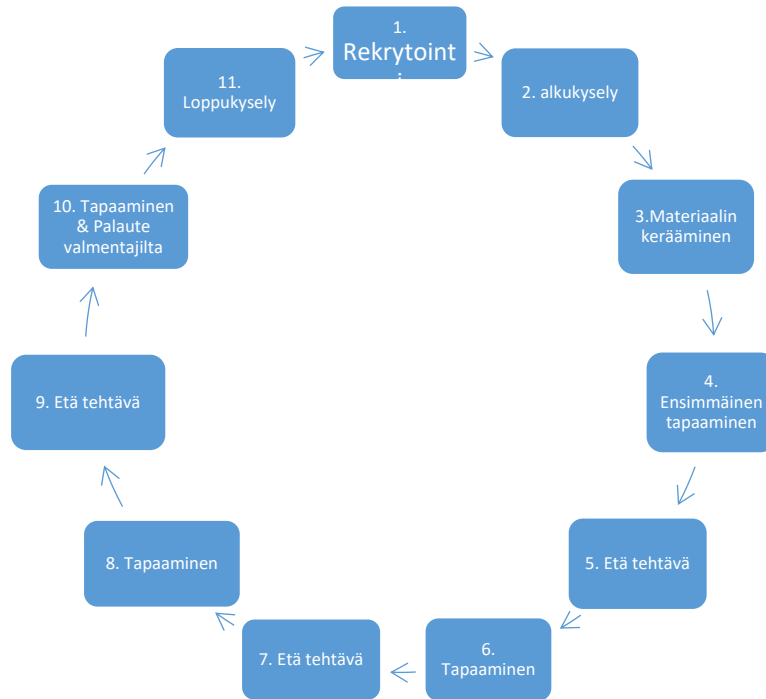 1.
Rekrytoint
i
2. alkukysely
3.Materiaalin
kerääminen
4.
Ensimmäinen
tapaaminen
5. Etä tehtävä
6.
Tapaaminen
7. Etä tehtävä
8. Tapaaminen
9. Etä tehtävä
10. Tapaaminen
& Palaute
valmentajilta
11.
Loppukysely